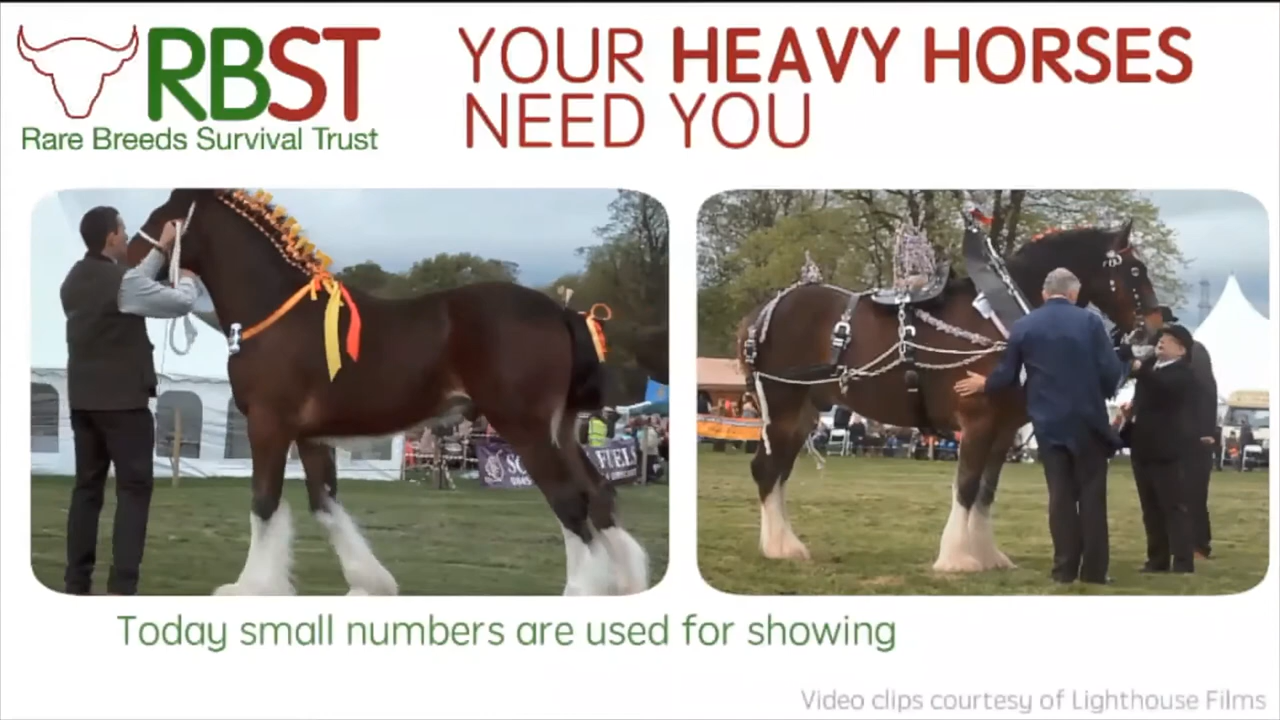 RBST
Rare Breeds Survival Trust
YOUR HEAVY HORSES
NEED YOU
FUELS
Today small numbers are used for showing
Video clips courtesy of Lighthouse Films